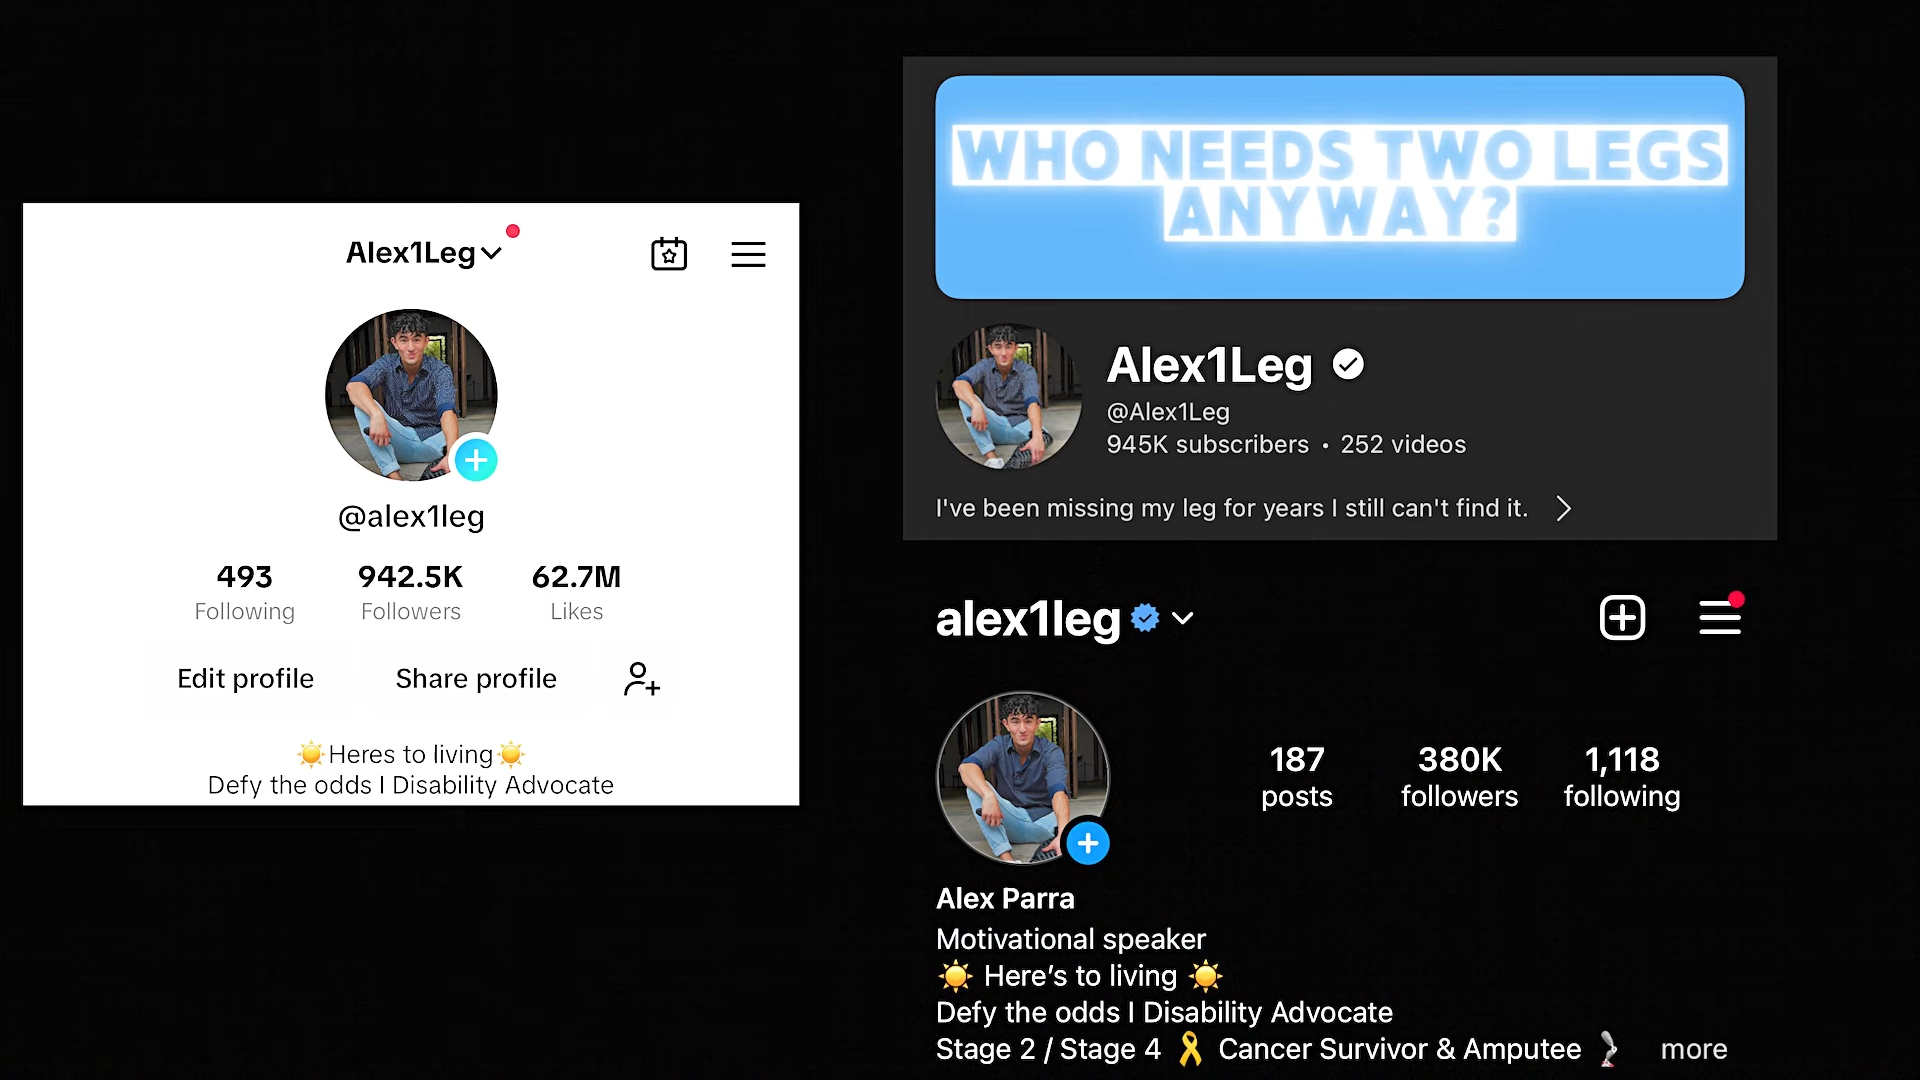 Alex1Leg
@alex1leg
493 942.5K 62.7M
Following Followers Likes
Edit profile Share profile
☀️Heres to living☀️
Defy the odds I Disability Advocate
WHO NEEDS TWO LEGS
ANYWAY?
Alex1Leg
@Alex1Leg
945K subscribers • 252 videos
I've been missing my leg for years I still can't find it.
alex1leg
187 380K 1,118
posts followers following
Alex Parra
Motivational speaker
☀️ Here’s to living ☀️
Defy the odds I Disability Advocate
Stage 2 / Stage 4 🎗️ Cancer Survivor & Amputee 🦿 more